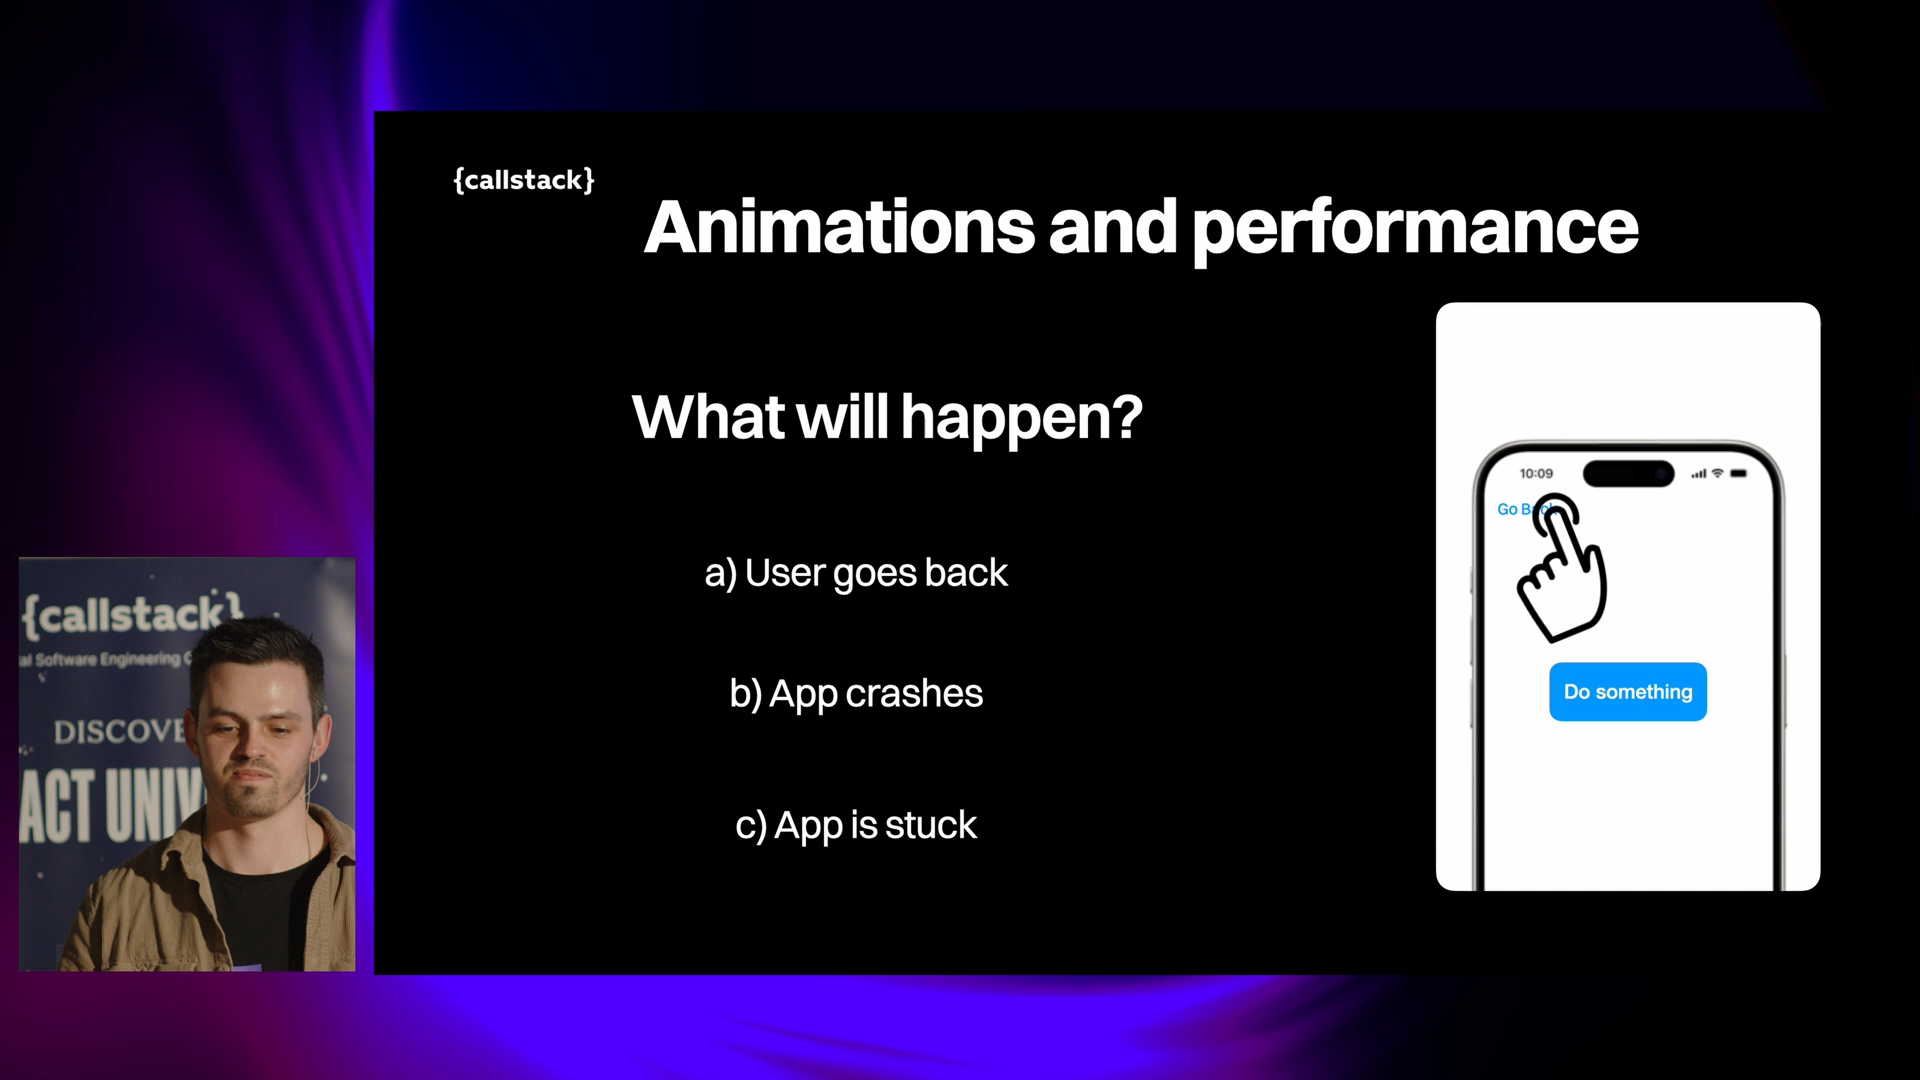 {callstack}
Animations and performance
What will happen?
a) User goes back
b) App crashes
c) App is stuck
10:09
Go Back
Do something
{callstack}
al Software Engineering
DISCOVE
ACT UNIV